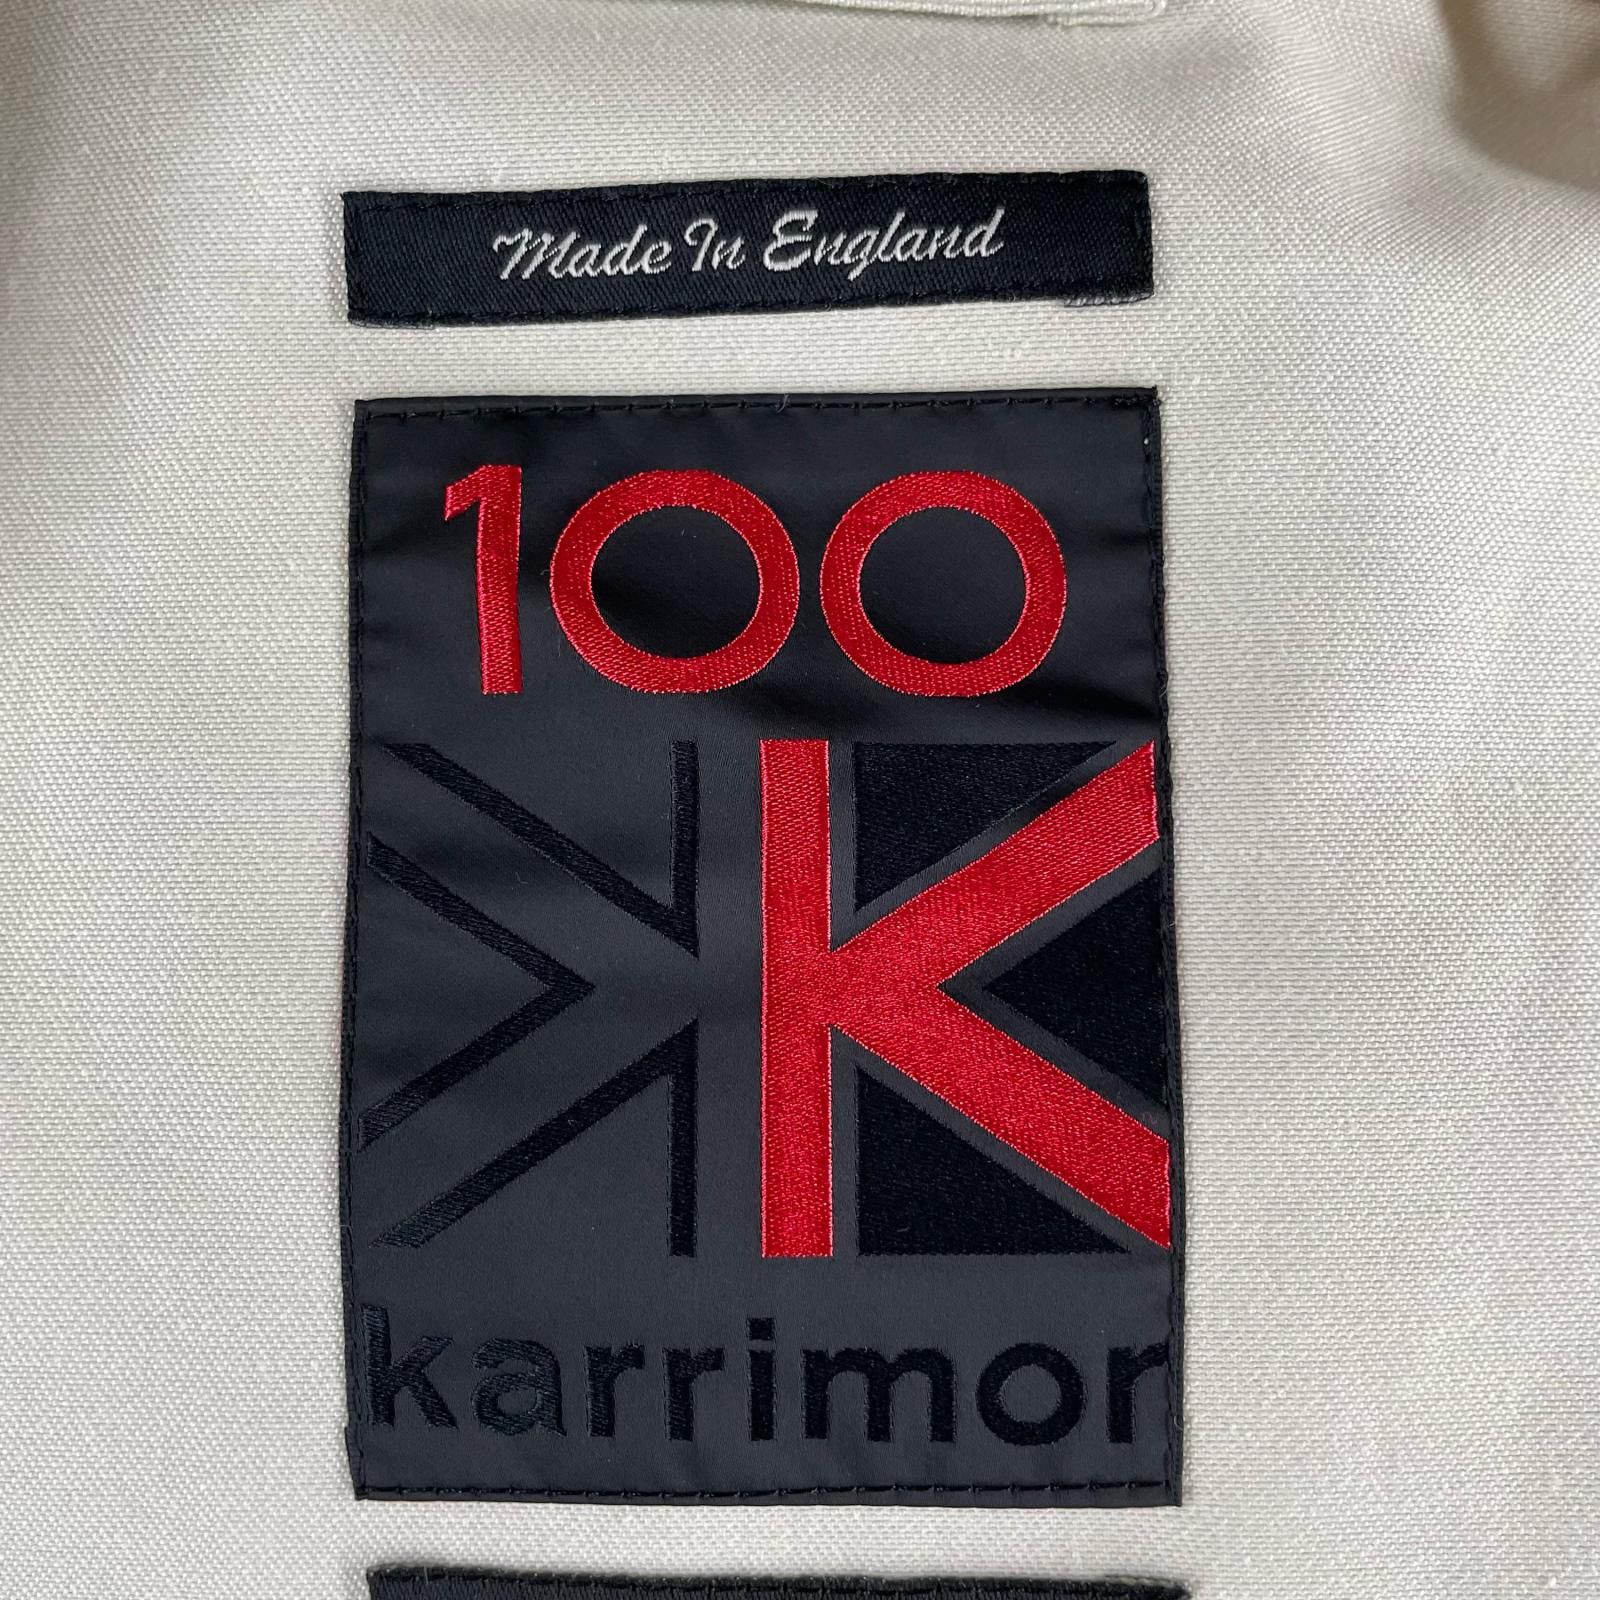 Made In England
100
K
karrimor